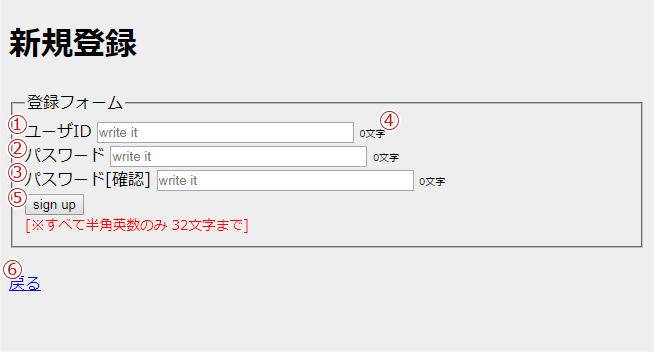 新規登録
登録フォーム
①ユーザID write it 0文字 ④
②パスワード write it 0文字
③パスワード[確認] write it 0文字
⑤ sign up
[※すべて半角英数のみ 32文字まで]
⑥
戻る